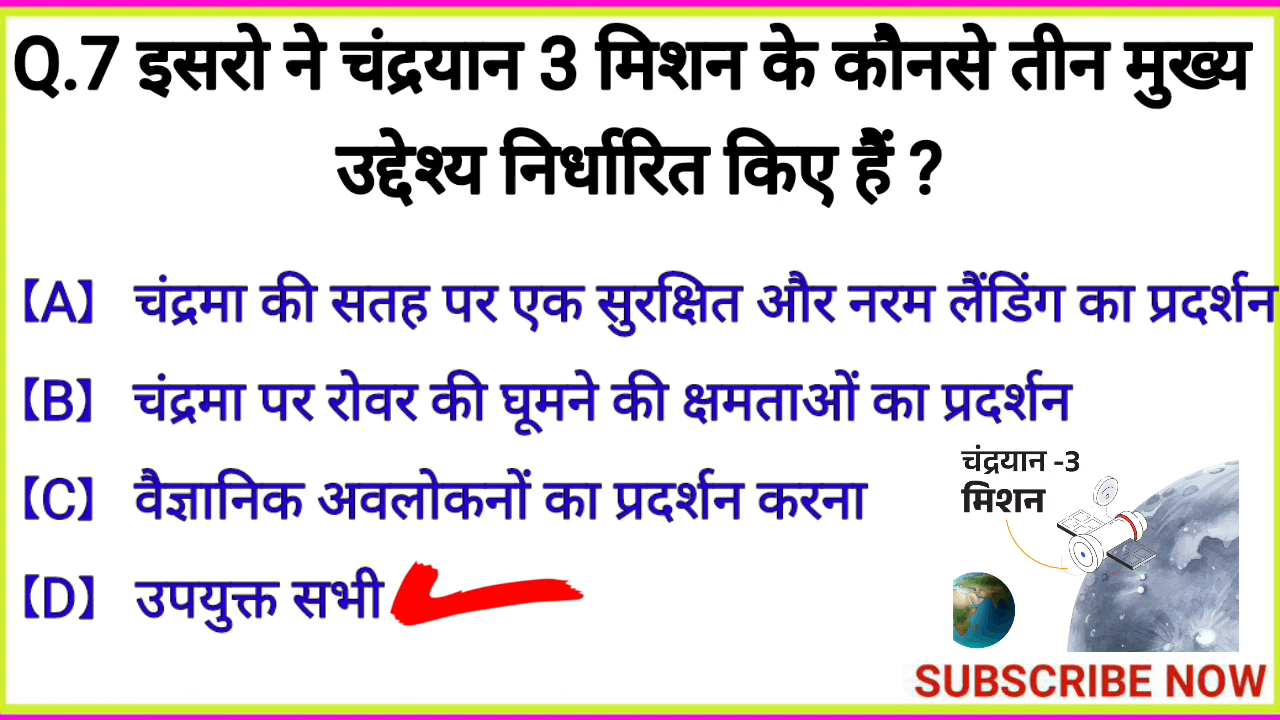 Q.7 इसरो ने चंद्रयान 3 मिशन के कौनसे तीन मुख्य
उद्देश्य निर्धारित किए हैं ?
【A】 चंद्रमा की सतह पर एक सुरक्षित और नरम लैंडिंग का प्रदर्शन
【B】 चंद्रमा पर रोवर की घूमने की क्षमताओं का प्रदर्शन
【C】 वैज्ञानिक अवलोकनों का प्रदर्शन करना
【D】 उपयुक्त सभी
चंद्रयान -3
मिशन
SUBSCRIBE NOW